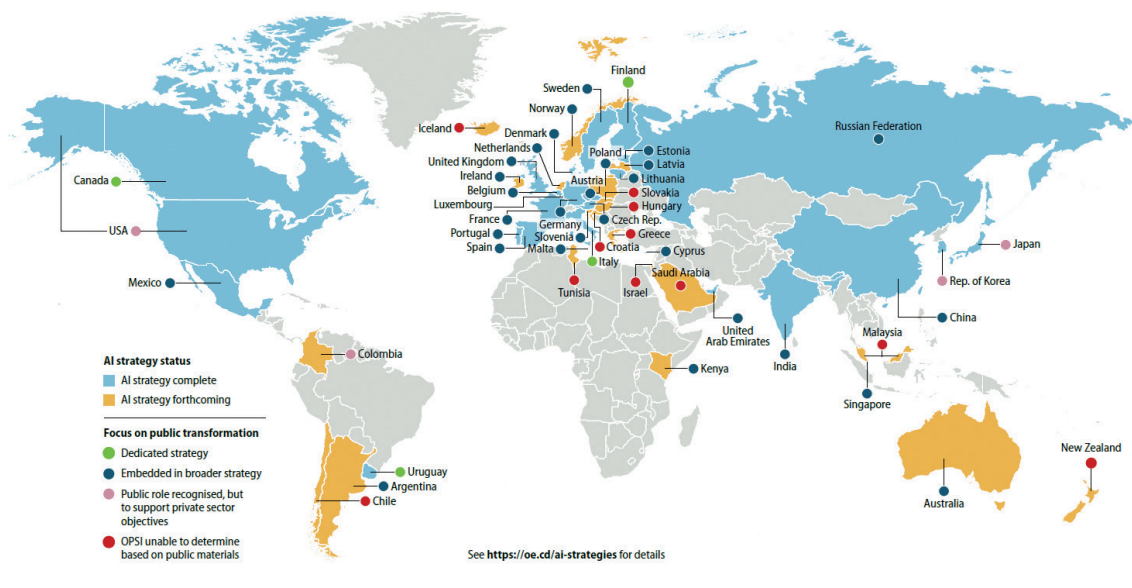 Finland
Sweden
Norway
Russian Federation
Iceland
Denmark
Netherlands
Poland
Estonia
United Kingdom
Latvia
Ireland
Austria
Lithuania
Canada
Belgium
Slovakia
Luxembourg
Hungary
France
Germany
Czech Rep.
USA
Portugal
Slovenia
Greece
Spain
Malta
Croatia
Cyprus
Japan
Italy
Mexico
Tunisia
Israel
Saudi Arabia
Rep. of Korea
China
United
Arab Emirates
Malaysia
Colombia
India
Kenya
Singapore
AI strategy status
AI strategy complete
AI strategy forthcoming
Focus on public transformation
Dedicated strategy
Embedded in broader strategy
Public role recognised, but
to support private sector
objectives
OPSI unable to determine
based on public materials
Uruguay
Argentina
Chile
New Zealand
Australia
See https://oe.cd/ai-strategies for details